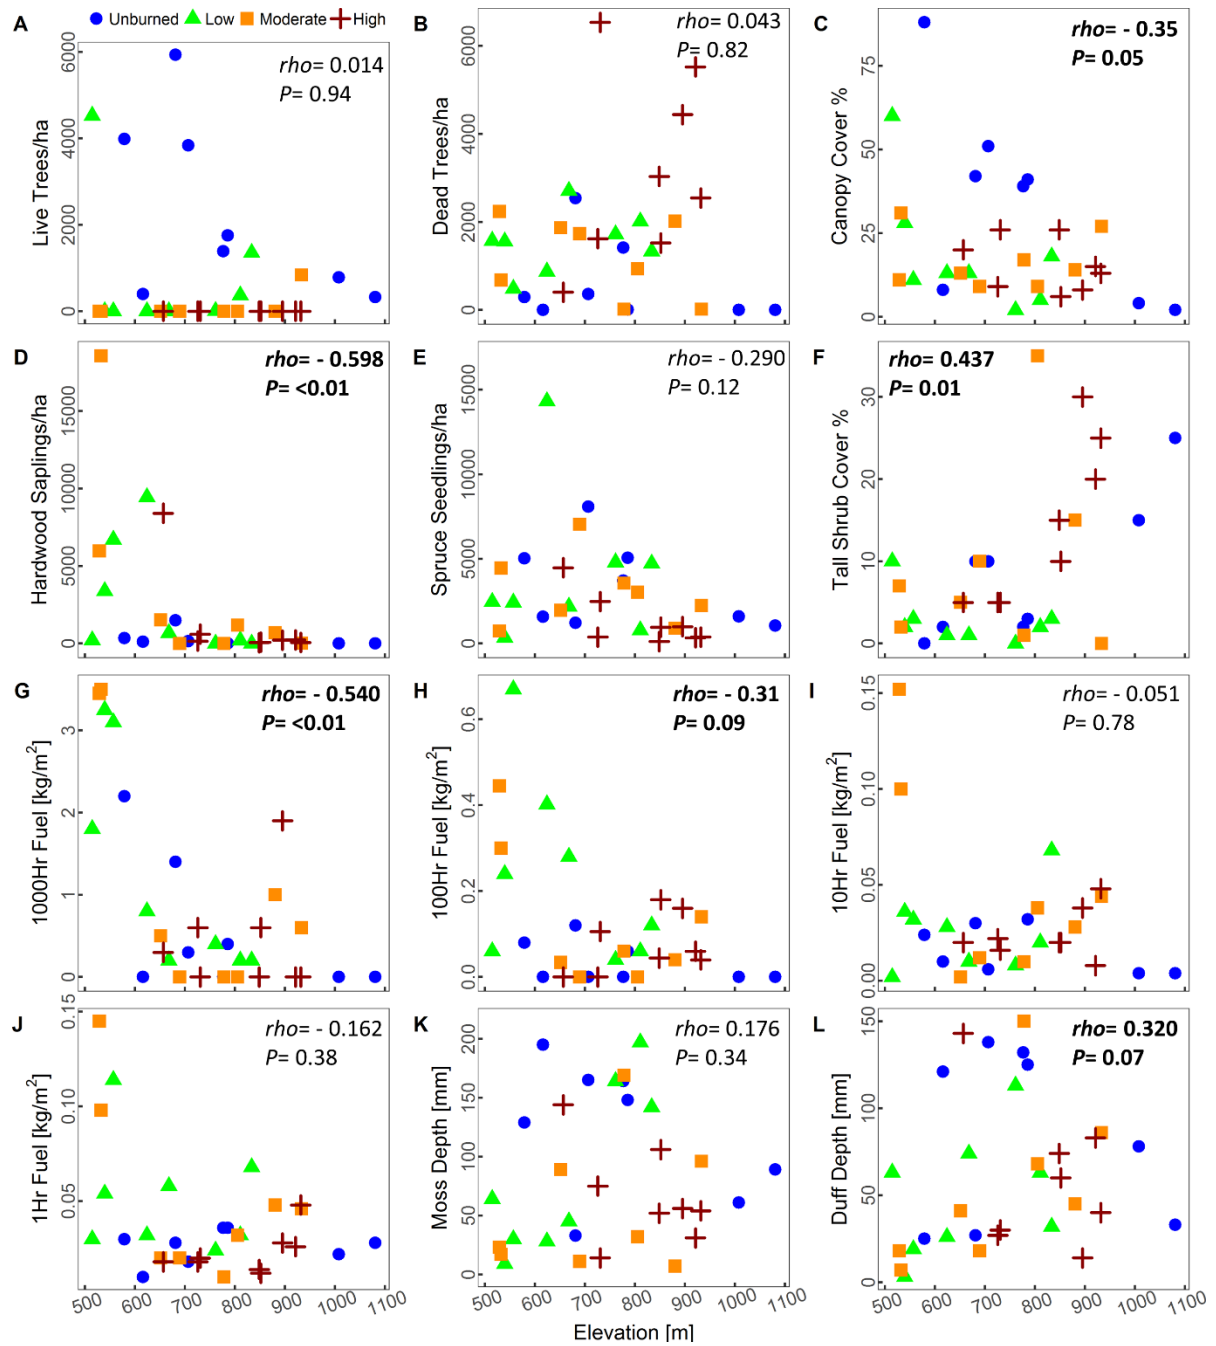 Unburned Low Moderate High
A
rho= 0.014
P= 0.94
Live Trees/ha
0 2000 4000 6000
B
rho= 0.043
P= 0.82
Dead Trees/ha
0 2000 4000 6000
C
rho= - 0.35
P= 0.05
Canopy Cover %
0 25 50 75
D
rho= - 0.598
P= <0.01
Hardwood Saplings/ha
0 5000 10000 15000
E
rho= - 0.290
P= 0.12
Spruce Seedlings/ha
0 5000 10000 15000
F
rho= 0.437
P= 0.01
Tall Shrub Cover %
0 10 20 30
G
rho= - 0.540
P= <0.01
1000Hr Fuel [kg/m²]
0 1 2 3
H
rho= - 0.31
P= 0.09
100Hr Fuel [kg/m²]
0.0 0.2 0.4 0.6
I
rho= - 0.051
P= 0.78
10Hr Fuel [kg/m²]
0.00 0.05 0.10 0.15
J
rho= - 0.162
P= 0.38
1Hr Fuel [kg/m²]
0.05 0.10 0.15
K
rho= 0.176
P= 0.34
Moss Depth [mm]
0 50 100 150 200
L
rho= 0.320
P= 0.07
Duff Depth [mm]
0 50 100 150
500 600 700 800 900 1000 1100
500 600 700 800 900 1000 1100
500 600 700 800 900 1000 1100
Elevation [m]